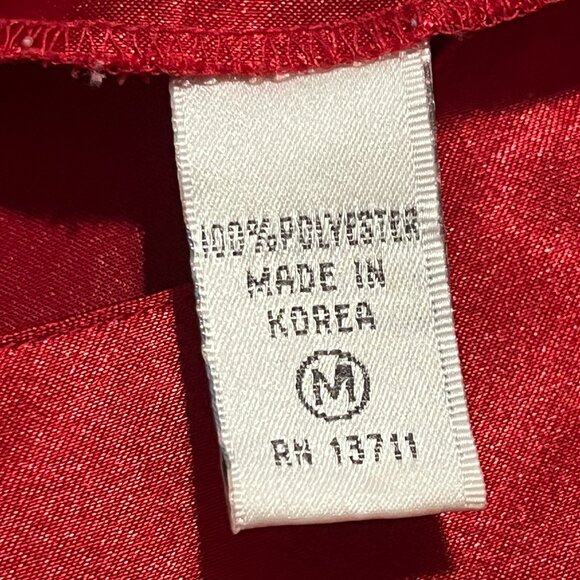 100% POLYESTER
MADE IN
KOREA
M
RN 13711